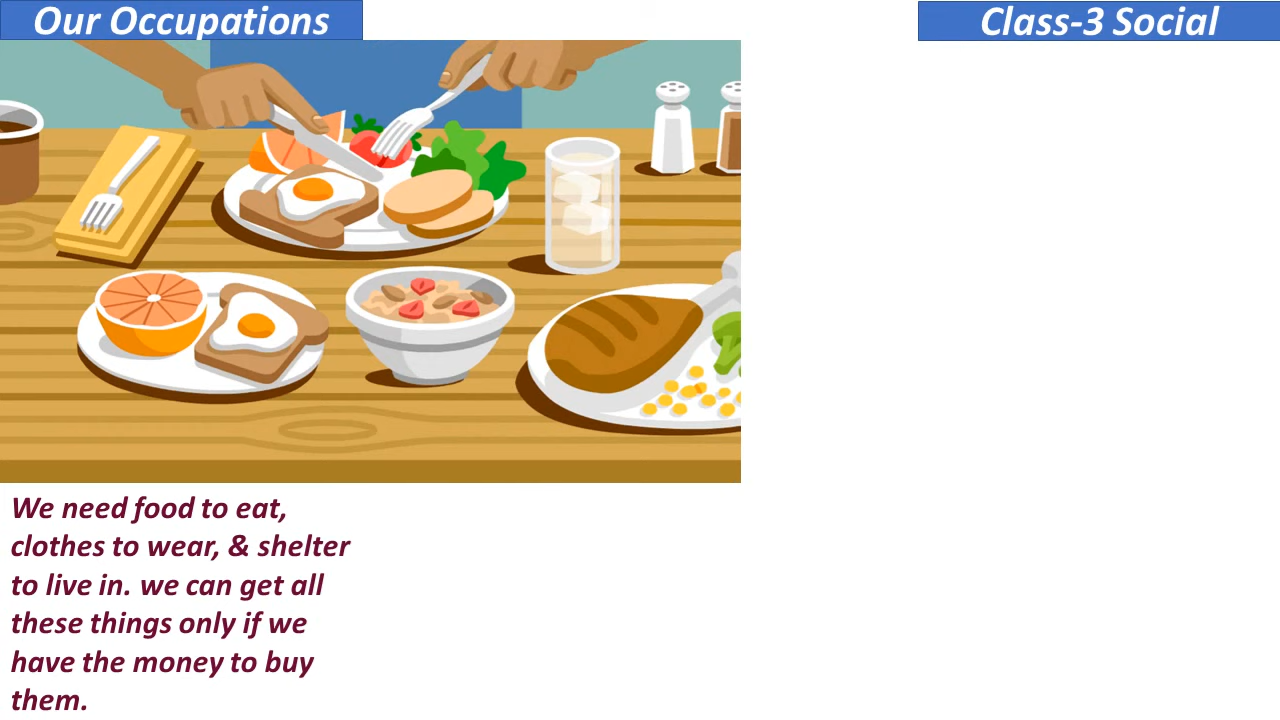 Our Occupations
Class-3 Social
We need food to eat,
clothes to wear, & shelter
to live in. we can get all
these things only if we
have the money to buy
them.